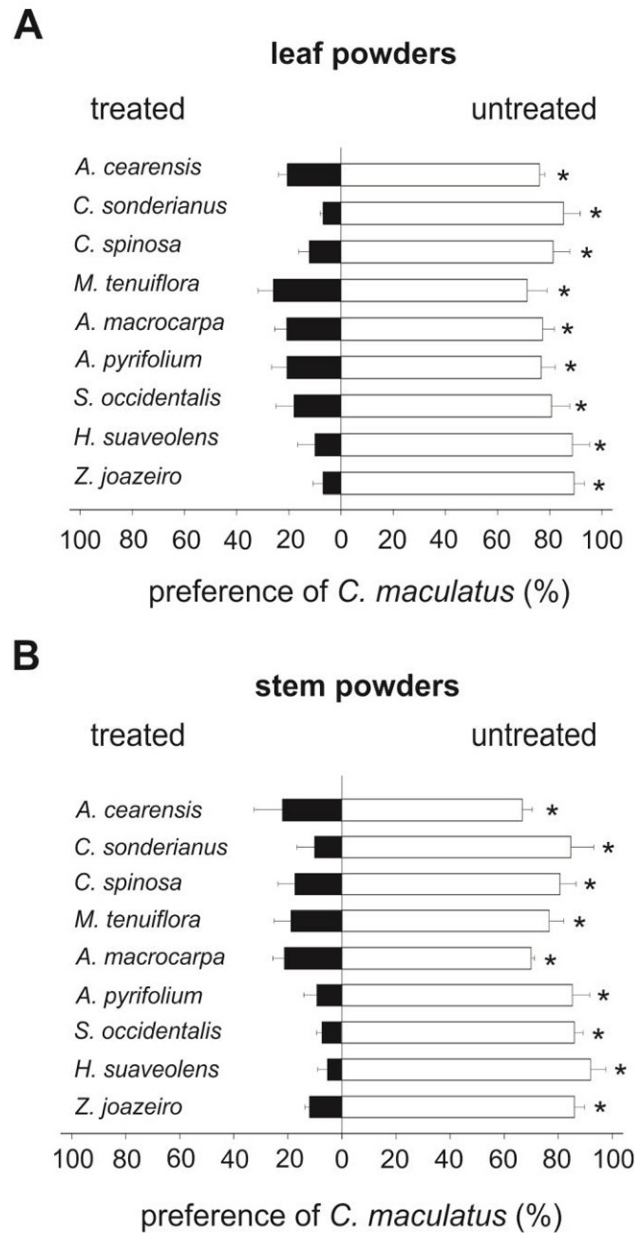 A
leaf powders
treated untreated
A. cearensis *
C. sonderianus *
C. spinosa *
M. tenuiflora *
A. macrocarpa *
A. pyrifolium *
S. occidentalis *
H. suaveolens *
Z. joazeiro *
100 80 60 40 20 0 20 40 60 80 100
preference of C. maculatus (%)
B
stem powders
treated untreated
A. cearensis *
C. sonderianus *
C. spinosa *
M. tenuiflora *
A. macrocarpa *
A. pyrifolium *
S. occidentalis *
H. suaveolens *
Z. joazeiro *
100 80 60 40 20 0 20 40 60 80 100
preference of C. maculatus (%)